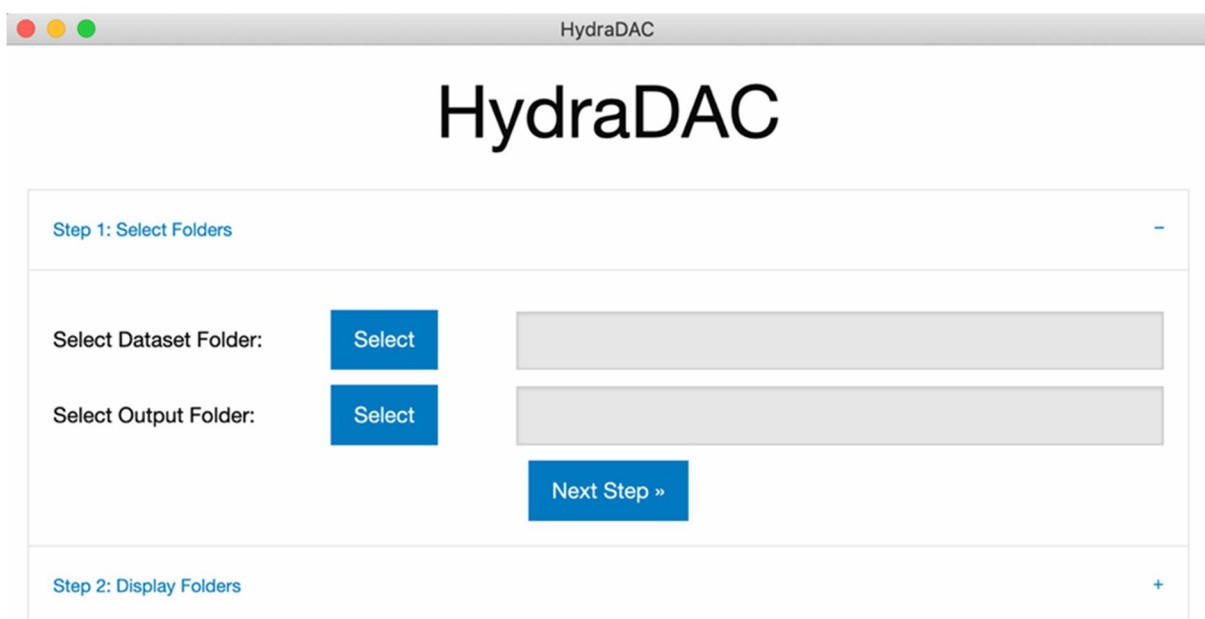 HydraDAC
HydraDAC
Step 1: Select Folders −
Select Dataset Folder: Select
Select Output Folder: Select
Next Step »
Step 2: Display Folders +